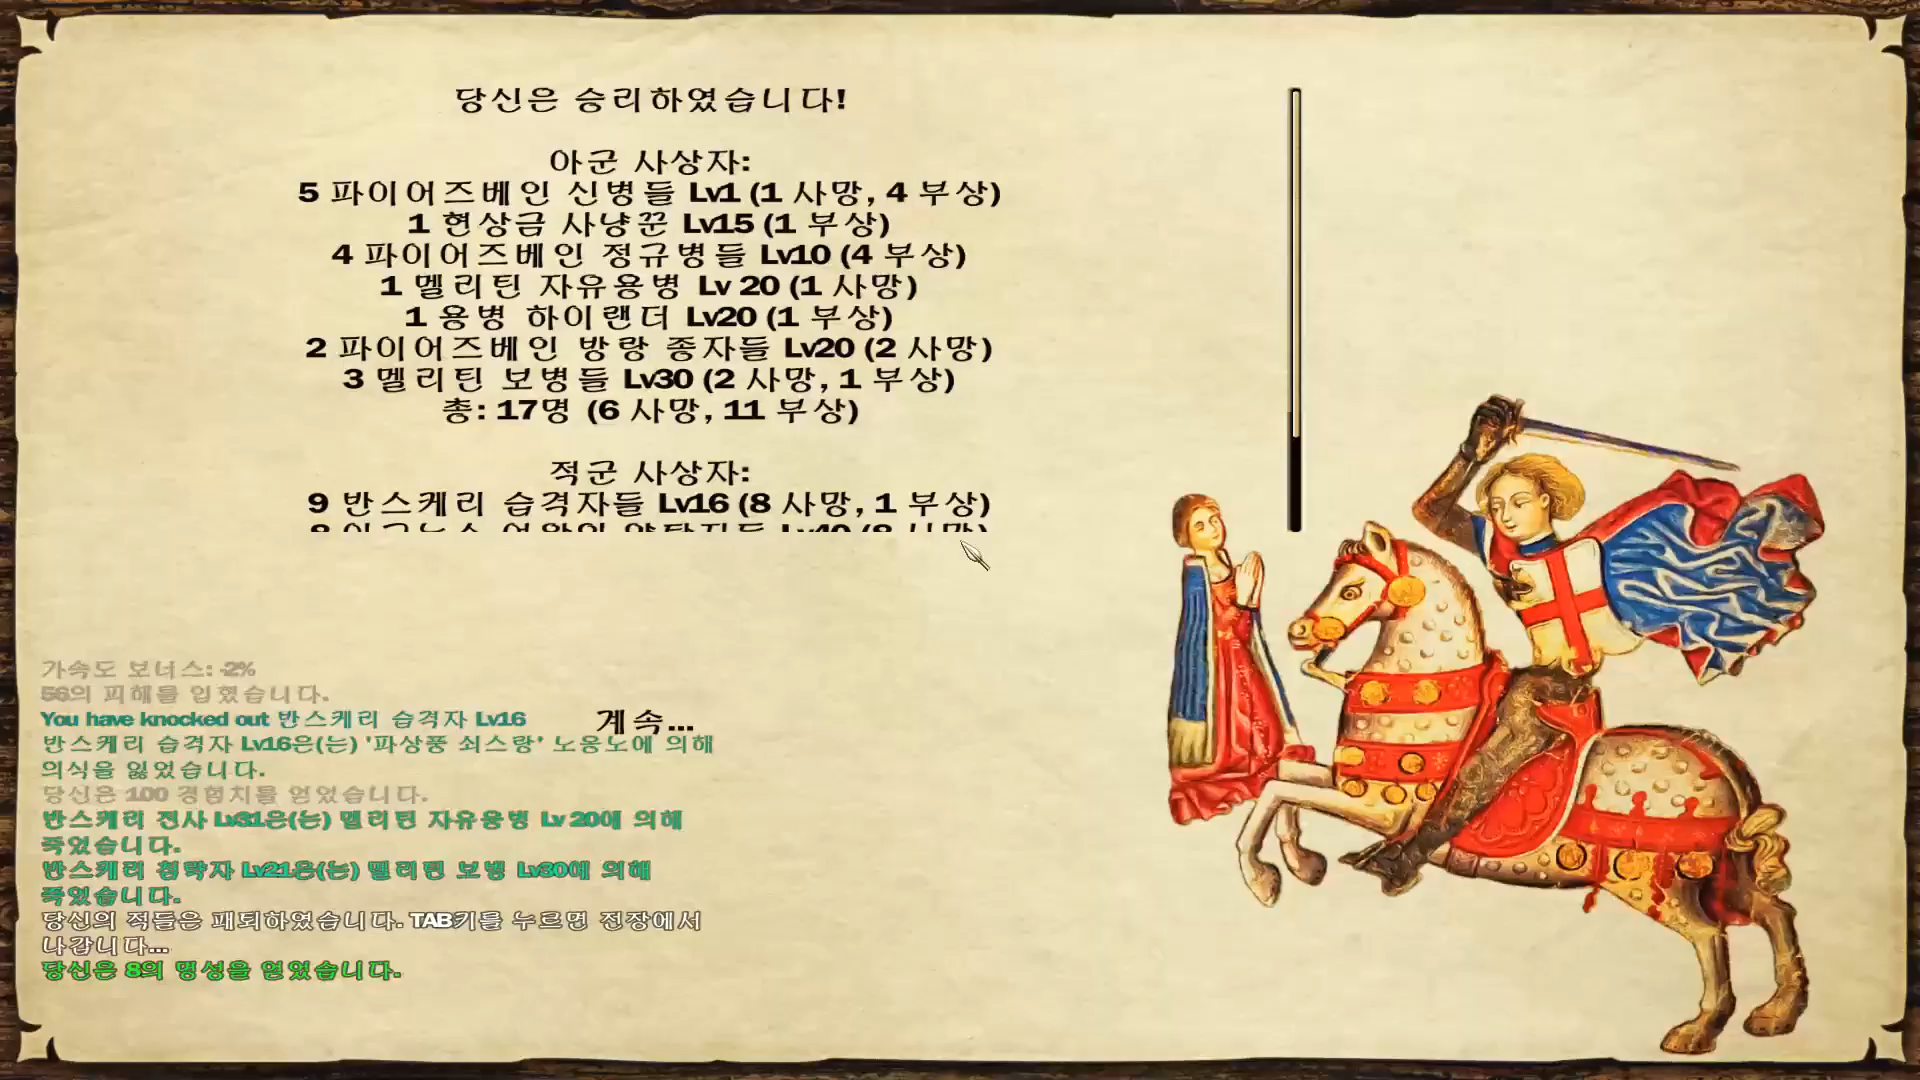 당신은 승리하였습니다!
아군 사상자:
5 파이어즈베인 신병들 Lv1 (1 사망, 4 부상)
1 현상금 사냥꾼 Lv15 (1 부상)
4 파이어즈베인 정규병들 Lv10 (4 부상)
1 멜리틴 자유용병 Lv 20 (1 사망)
1 용병 하이랜더 Lv20 (1 부상)
2 파이어즈베인 방랑 종자들 Lv20 (2 사망)
3 멜리틴 보병들 Lv30 (2 사망, 1 부상)
총: 17명 (6 사망, 11 부상)
적군 사상자:
9 반스케리 습격자들 Lv16 (8 사망, 1 부상)
가속도 보너스: -2%
56의 피해를 입혔습니다.
You have knocked out 반스케리 습격자 Lv16
계속...
반스케리 습격자 Lv16은(는) '파상풍 쇠스랑' 노옹노에 의해
의식을 잃었습니다.
당신은 100 경험치를 얻었습니다.
반스케리 전사 Lv31은(는) 멜리틴 자유용병 Lv 20에 의해
죽었습니다.
반스케리 침략자 Lv21은(는) 멜리틴 보병 Lv30에 의해
죽었습니다.
당신의 적들은 패퇴하였습니다. TAB키를 누르면 전장에서
나갑니다...
당신은 8의 명성을 얻었습니다.